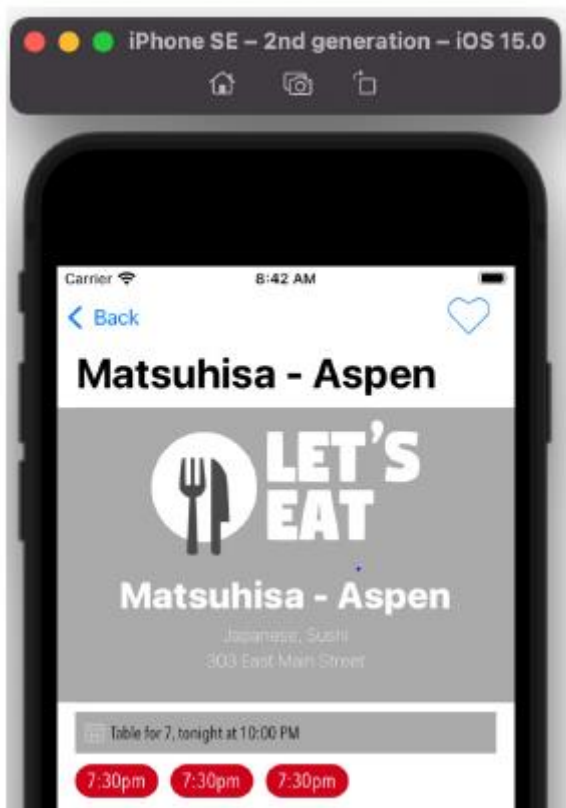 iPhone SE – 2nd generation – iOS 15.0
Carrier 8:42 AM
Back
Matsuhisa - Aspen
LET'S
EAT
Matsuhisa - Aspen
Japanese, Sushi
303 East Main Street
Table for 7, tonight at 10:00 PM
7:30pm 7:30pm 7:30pm